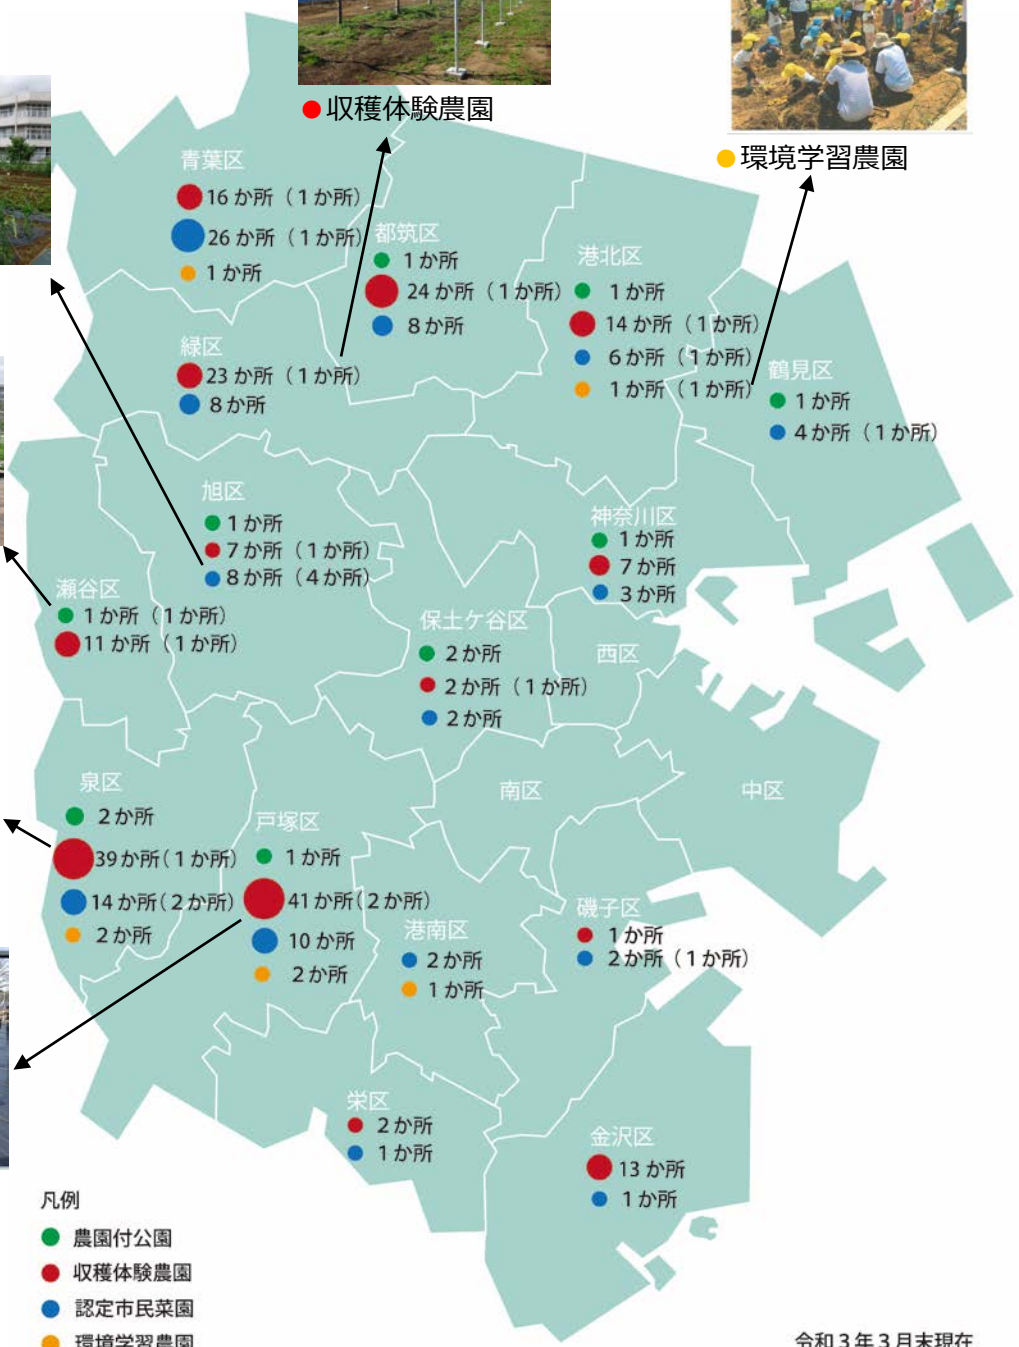 収穫体験農園
環境学習農園
青葉区
16か所（1か所）
26か所（1か所）
1か所
都筑区
1か所
24か所（1か所）
8か所
港北区
1か所
14か所（1か所）
6か所（1か所）
1か所（1か所）
鶴見区
1か所
4か所（1か所）
緑区
23か所（1か所）
8か所
旭区
1か所
7か所（1か所）
8か所（4か所）
神奈川区
1か所
7か所
3か所
瀬谷区
1か所（1か所）
11か所（1か所）
保土ケ谷区
2か所
2か所（1か所）
2か所
西区
泉区
2か所
39か所（1か所）
14か所（2か所）
2か所
戸塚区
1か所
41か所（2か所）
10か所
2か所
南区
中区
港南区
2か所
1か所
磯子区
1か所
2か所（1か所）
栄区
2か所
1か所
金沢区
13か所
1か所
凡例
農園付公園
収穫体験農園
認定市民菜園
環境学習農園
令和3年3月末現在